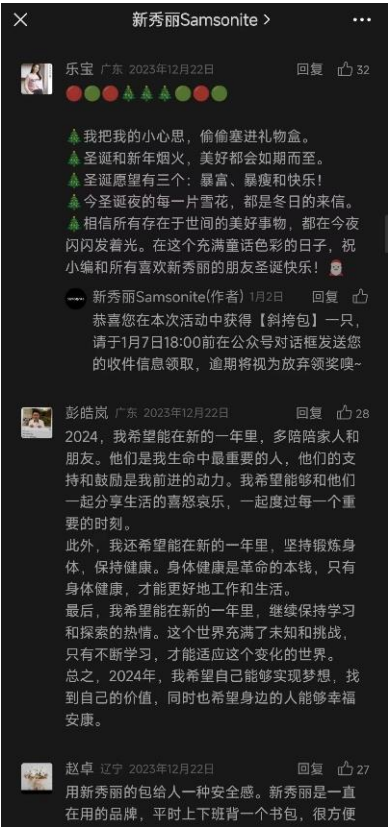 新秀丽Samsonite >
乐宝 广东 2023年12月22日 回复 32
🔴🟢🔴🎄🎄🎄🟢🔴🟢
🎄我把我的小心思，偷偷塞进礼物盒。
🎄圣诞和新年烟火，美好都会如期而至。
🎄圣诞愿望有三个：暴富、暴瘦和快乐！
🎄今圣诞夜的每一片雪花，都是冬日的来信。
🎄相信所有存在于世间的美好事物，都在今夜
闪闪发着光。在这个充满童话色彩的日子，祝
小编和所有喜欢新秀丽的朋友圣诞快乐！🎅
新秀丽Samsonite(作者) 1月2日 回复
恭喜您在本次活动中获得【斜挎包】一只，
请于1月7日18:00前在公众号对话框发送您
的收件信息领取，逾期将视为放弃领奖噢~
彭皓岚 广东 2023年12月22日 回复 28
2024，我希望能在新的一年里，多陪陪家人和
朋友。他们是我生命中最重要的人，他们的支
持和鼓励是我前进的动力。我希望能够和他们
一起分享生活的喜怒哀乐，一起度过每一个重
要的时刻。
此外，我还希望能在新的一年里，坚持锻炼身
体，保持健康。身体健康是革命的本钱，只有
身体健康，才能更好地工作和生活。
最后，我希望能在新的一年里，继续保持学习
和探索的热情。这个世界充满了未知和挑战，
只有不断学习，才能适应这个变化的世界。
总之，2024年，我希望自己能够实现梦想，找
到自己的价值，同时也希望身边的人能够幸福
安康。
赵卓 辽宁 2023年12月22日 回复 27
用新秀丽的包给人一种安全感。新秀丽是一直
在用的品牌，平时上下班背一个书包，很方便